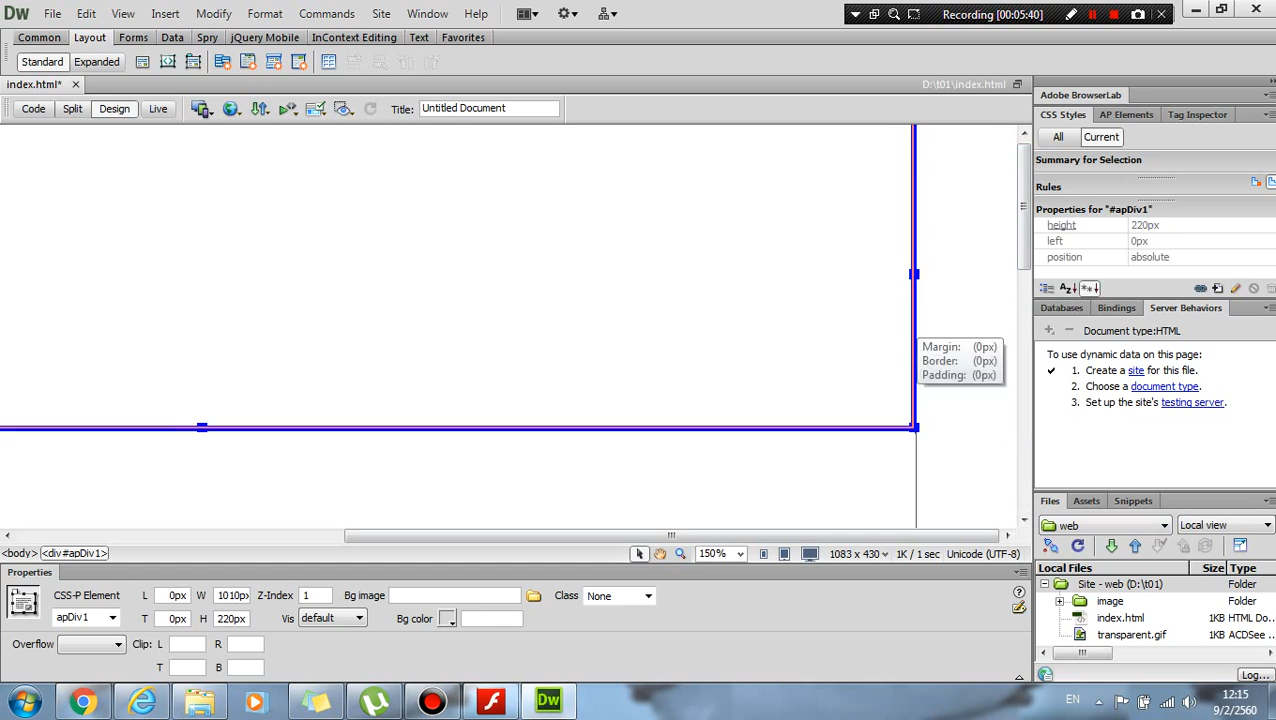 Dw File Edit View Insert Modify Format Commands Site Window Help
Recording [00:05:40]
Common Layout Forms Data Spry jQuery Mobile InContext Editing Text Favorites
Standard Expanded
index.html* D:\t01\index.html
Code Split Design Live Title: Untitled Document
Adobe BrowserLab
CSS Styles AP Elements Tag Inspector
All Current
Summary for Selection
Rules
Properties for "#apDiv1"
height 220px
left 0px
position absolute
Databases Bindings Server Behaviors
Document type:HTML
To use dynamic data on this page:
1. Create a site for this file.
2. Choose a document type.
3. Set up the site's testing server.
Margin: (0px)
Border: (0px)
Padding: (0px)
Files Assets Snippets
web Local view
Local Files Size Type
Site - web (D:\t01) Folder
image Folder
index.html 1KB HTML Do...
transparent.gif 1KB ACDSee
Log...
<body> <div#apDiv1> 150% 1083 x 430 1K / 1 sec Unicode (UTF-8)
Properties
CSS-P Element L 0px W 1010px Z-Index 1 Bg image Class None
apDiv1 T 0px H 220px Vis default Bg color
Overflow Clip: L R
T B
Dw EN 12:15
9/2/2560